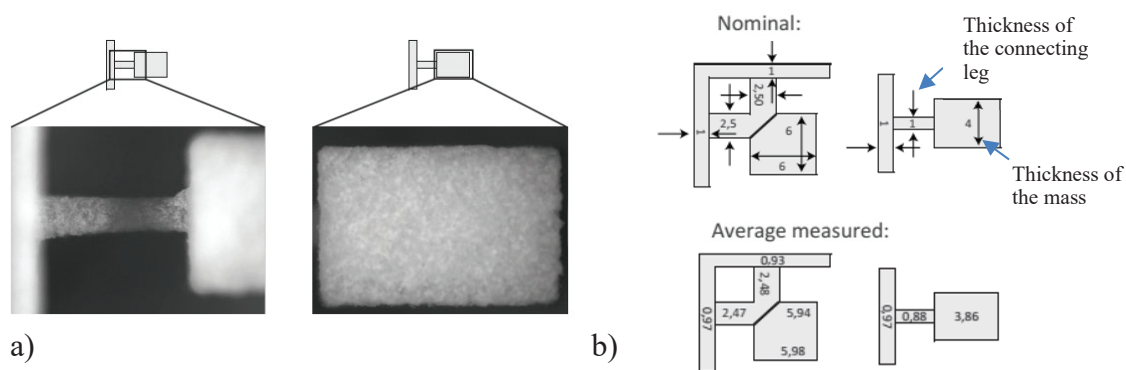 a)
b)
Nominal:
Thickness of
the connecting
leg
1
2,50
2,5
1
6
6
1
1
4
Thickness of
the mass
Average measured:
0,93
2,48
2,47
0,97
5,94
5,98
0,97
0,88
3,86